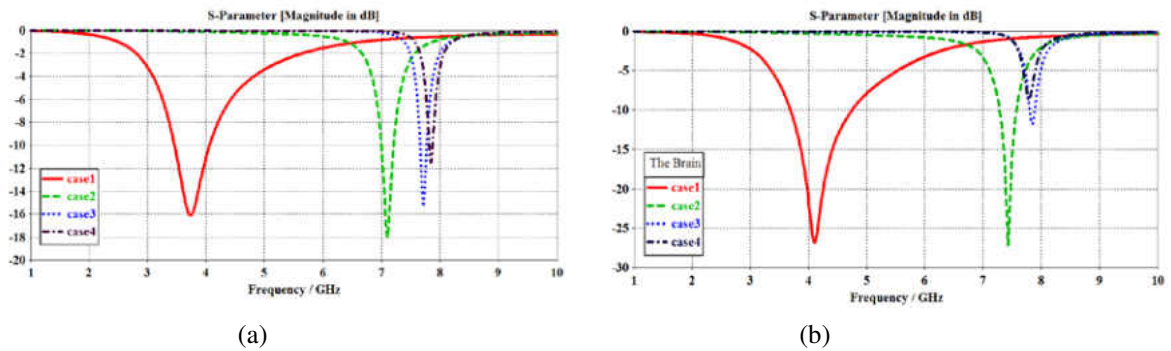 S-Parameter [Magnitude in dB]
0
-2
-4
-6
-8
-10
-12
-14
-16
-18
-20
case1
case2
case3
case4
1 2 3 4 5 6 7 8 9 10
Frequency / GHz
(a)
S-Parameter [Magnitude in dB]
0
-5
-10
-15
-20
-25
-30
The Brain
case1
case2
case3
case4
1 2 3 4 5 6 7 8 9 10
Frequency / GHz
(b)